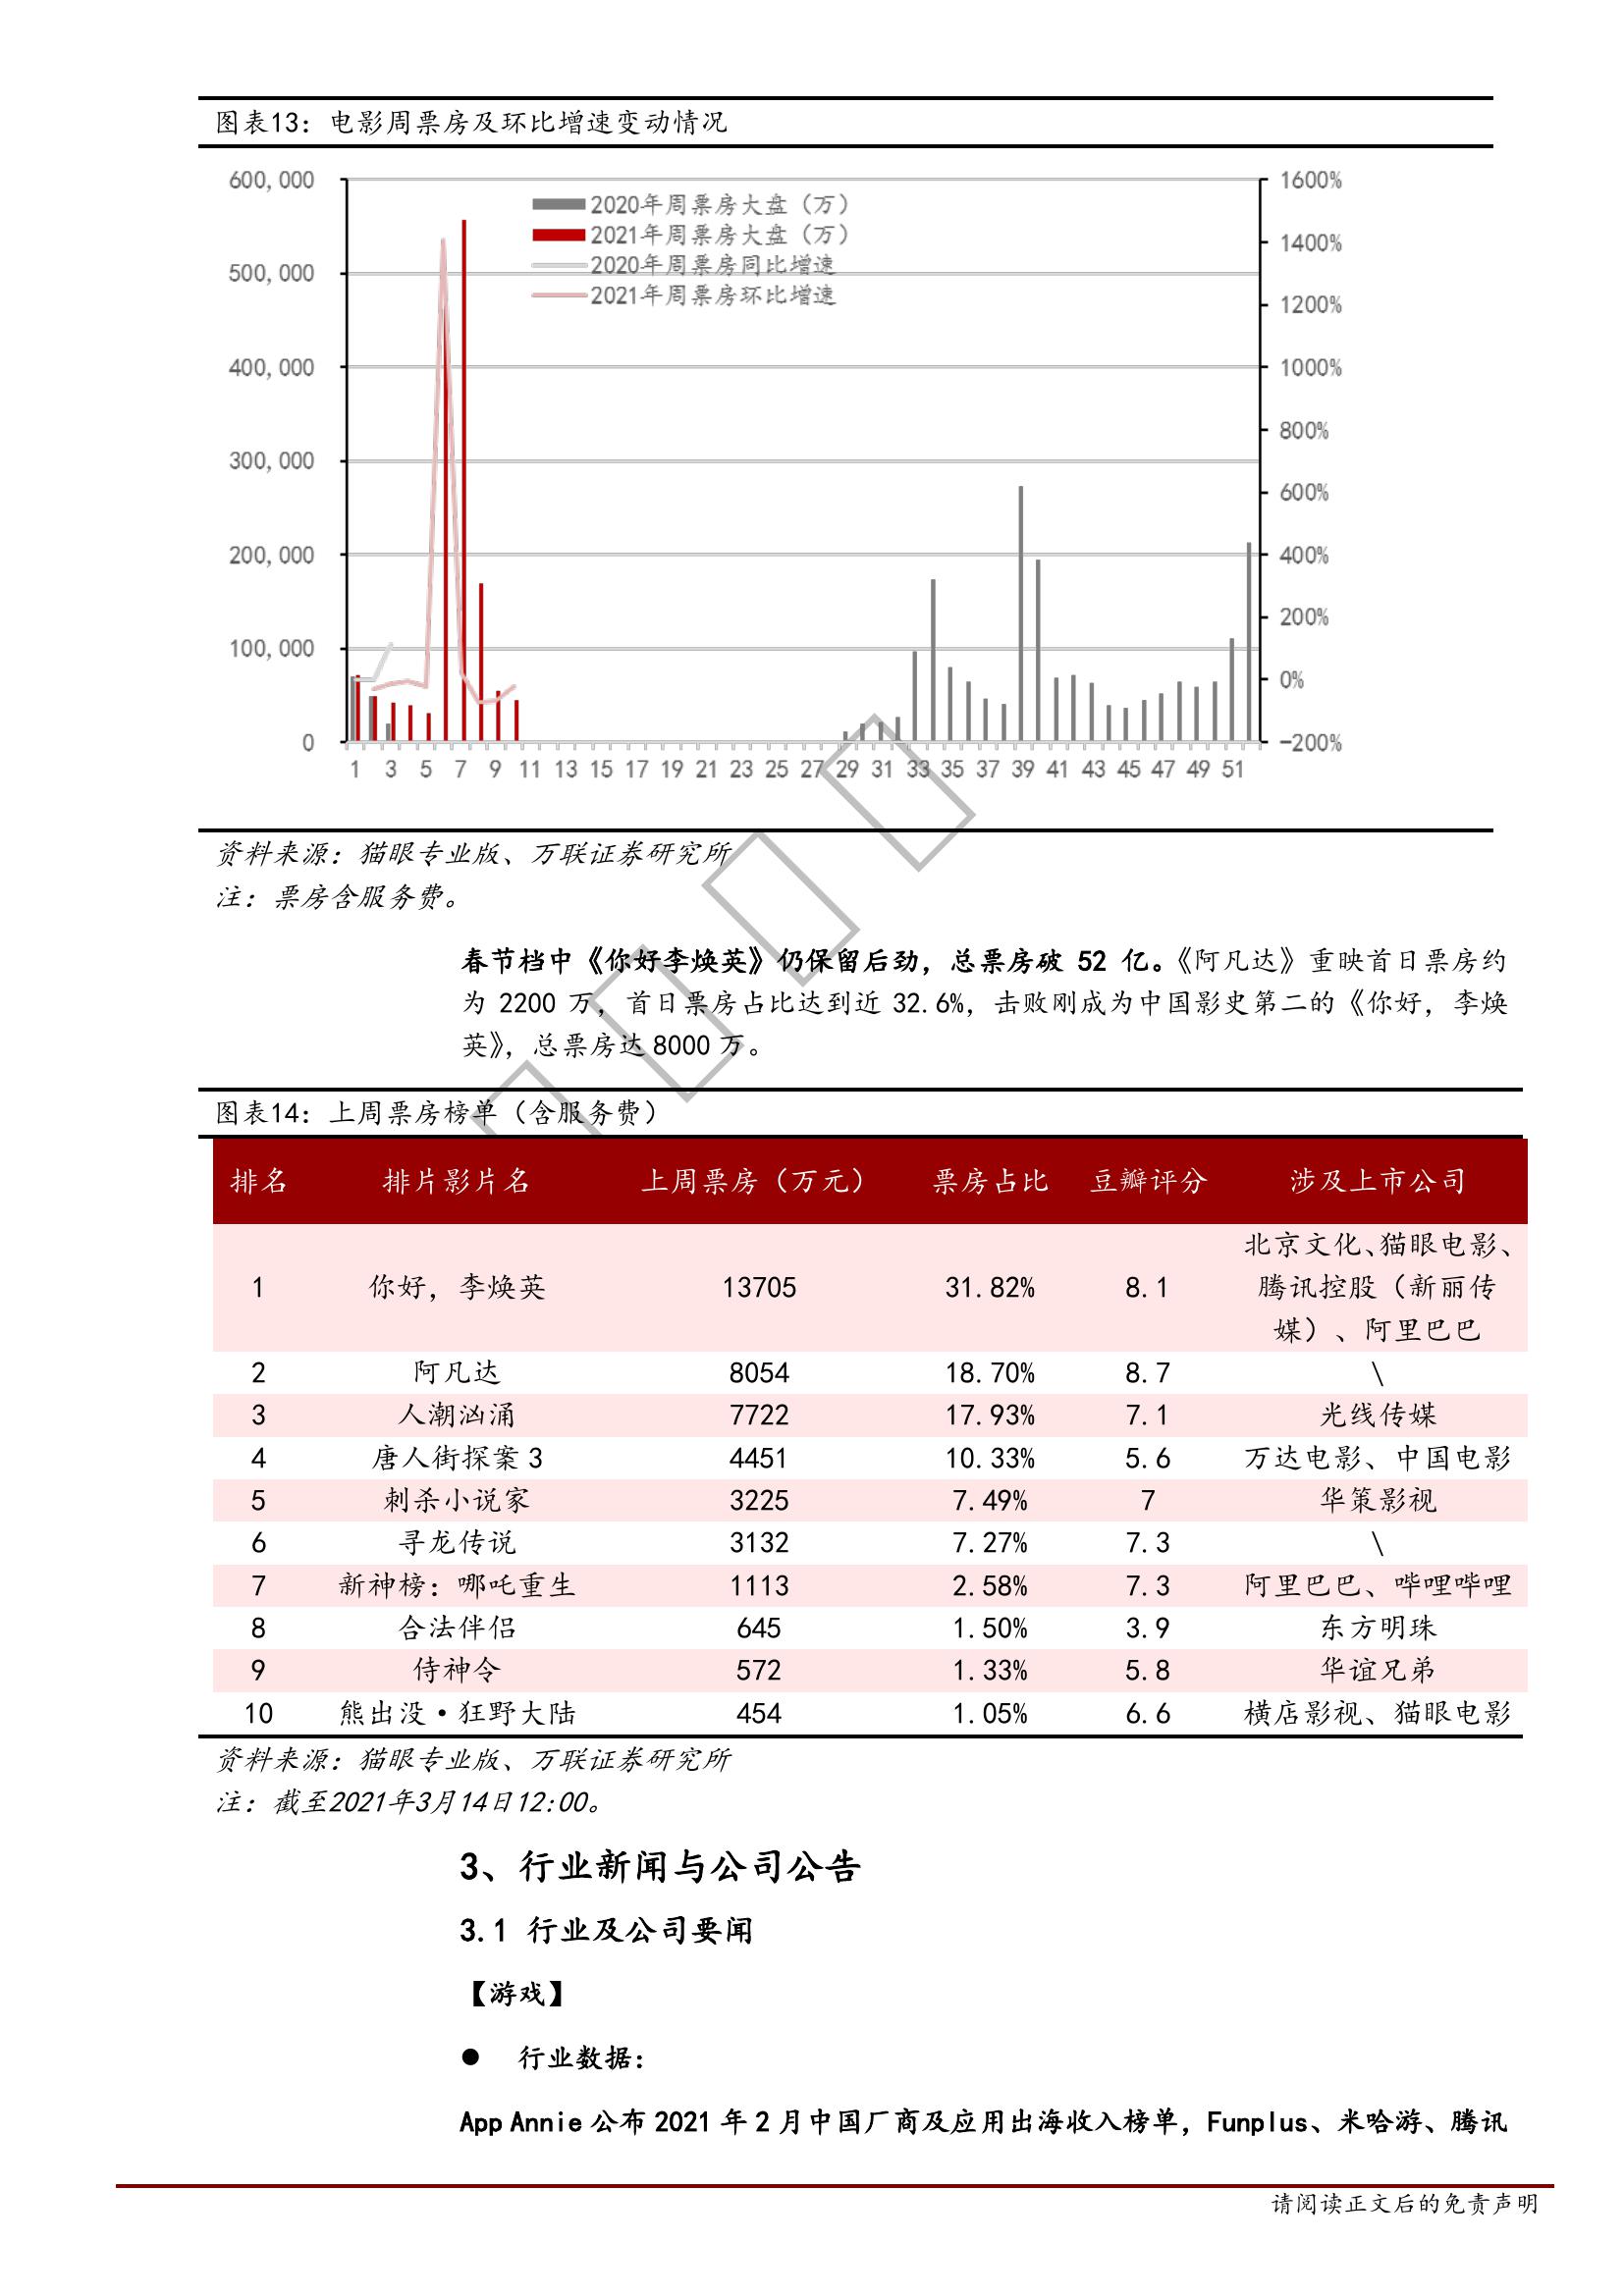 图表13：电影周票房及环比增速变动情况
600,000
500,000
400,000
300,000
200,000
100,000
0
1600%
1400%
1200%
1000%
800%
600%
400%
200%
0%
-200%
2020年周票房大盘（万）
2021年周票房大盘（万）
2020年周票房同比增速
2021年周票房环比增速
1 3 5 7 9 11 13 15 17 19 21 23 25 27 29 31 33 35 37 39 41 43 45 47 49 51
资料来源：猫眼专业版、万联证券研究所
注：票房含服务费。
春节档中《你好李焕英》仍保留后劲，总票房破 52 亿。《阿凡达》重映首日票房约
为 2200 万，首日票房占比达到近 32.6%，击败刚成为中国影史第二的《你好，李焕
英》，总票房达 8000 万。
图表14：上周票房榜单（含服务费）
排名 排片影片名 上周票房（万元） 票房占比 豆瓣评分 涉及上市公司
1 你好，李焕英 13705 31.82% 8.1 北京文化、猫眼电影、
腾讯控股（新丽传
媒）、阿里巴巴
2 阿凡达 8054 18.70% 8.7 \
3 人潮汹涌 7722 17.93% 7.1 光线传媒
4 唐人街探案 3 4451 10.33% 5.6 万达电影、中国电影
5 刺杀小说家 3225 7.49% 7 华策影视
6 寻龙传说 3132 7.27% 7.3 \
7 新神榜：哪吒重生 1113 2.58% 7.3 阿里巴巴、哔哩哔哩
8 合法伴侣 645 1.50% 3.9 东方明珠
9 侍神令 572 1.33% 5.8 华谊兄弟
10 熊出没·狂野大陆 454 1.05% 6.6 横店影视、猫眼电影
资料来源：猫眼专业版、万联证券研究所
注：截至2021年3月14日12:00。
3、行业新闻与公司公告
3.1 行业及公司要闻
【游戏】
● 行业数据：
App Annie 公布 2021 年 2 月中国厂商及应用出海收入榜单，Funplus、米哈游、腾讯
请阅读正文后的免责声明